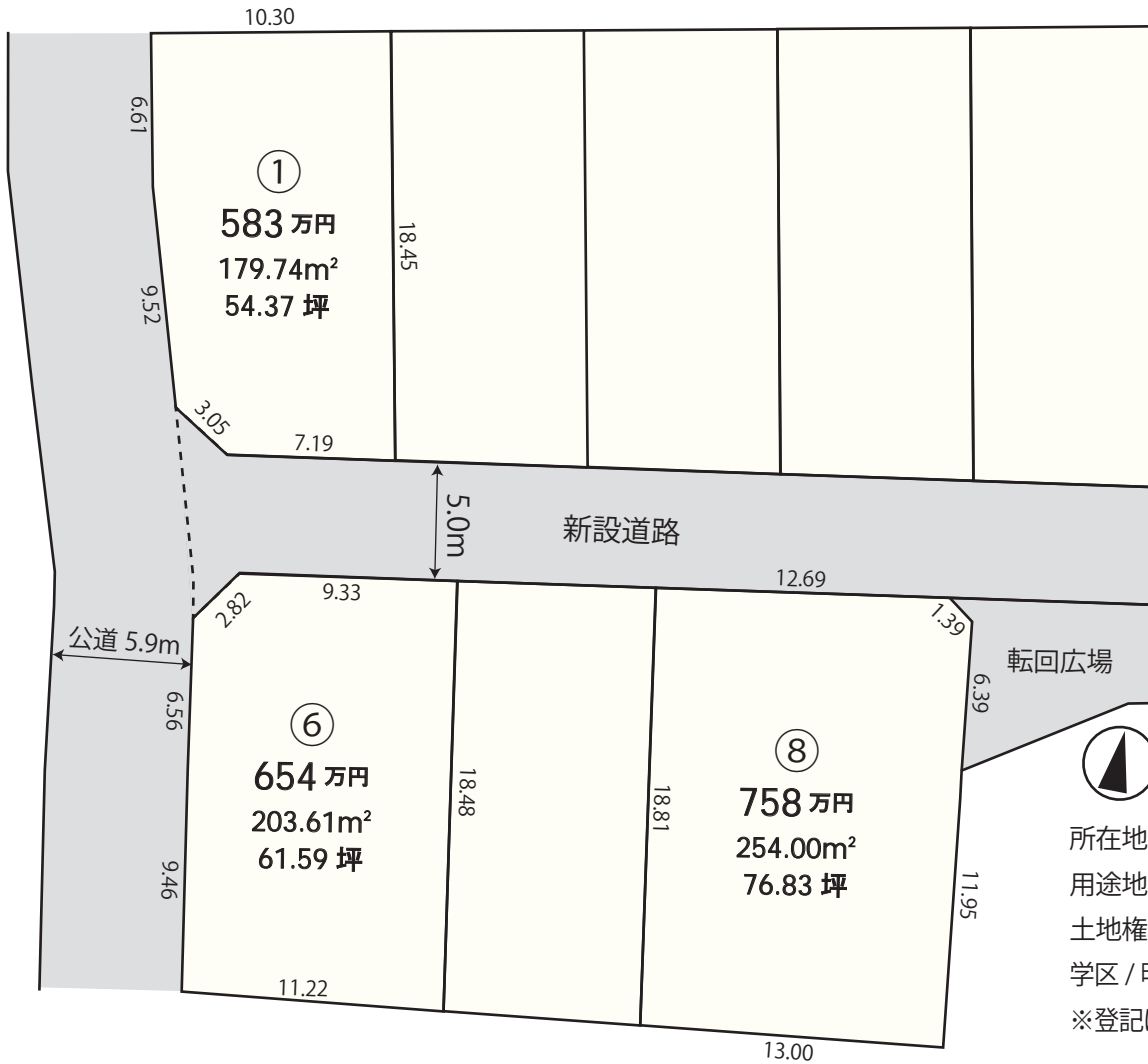 10.30
6.61
①
583 万円
179.74m²
54.37 坪
18.45
9.52
3.05
7.19
5.0m
新設道路
12.69
9.33
2.82
1.39
公道 5.9m
転回広場
6.56
6.39
⑥
654 万円
203.61m²
61.59 坪
18.48
18.81
⑧
758 万円
254.00m²
76.83 坪
9.46
11.95
11.22
13.00
所在地
用途地
土地権
学区 /
※登記